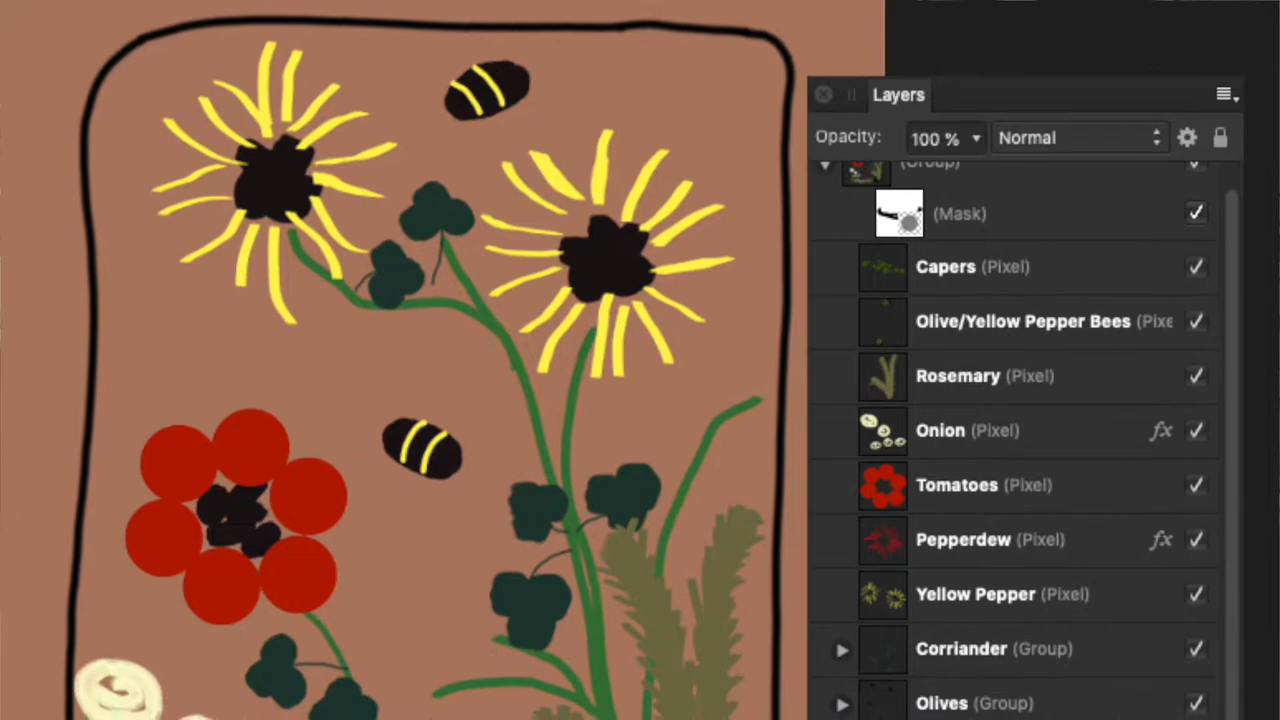 Layers
Opacity: 100 % Normal
(Group)
(Mask)
Capers (Pixel)
Olive/Yellow Pepper Bees (Pixe
Rosemary (Pixel)
Onion (Pixel) fx
Tomatoes (Pixel)
Pepperdew (Pixel) fx
Yellow Pepper (Pixel)
Corriander (Group)
Olives (Group)